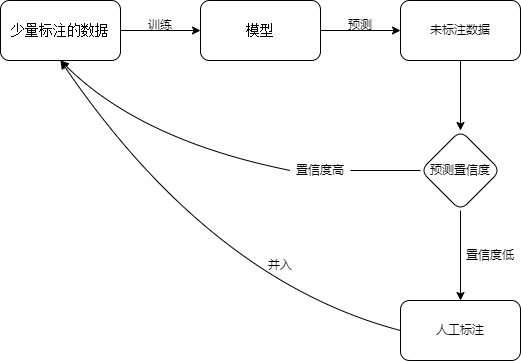 少量标注的数据
训练
模型
预测
未标注数据
置信度高
预测置信度
置信度低
并入
人工标注